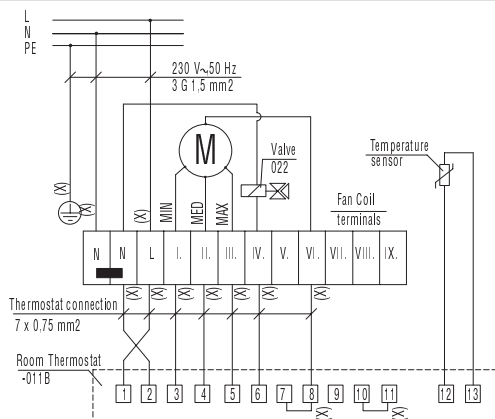 L
N
PE
230 V~,50 Hz
3 G 1,5 mm2
M
Valve
022
Temperature
sensor
(X)
(X)
(X)
MIN
MED
MAX
Fan Coil
terminals
N N L I. II. III. IV. V. VI. VII. VIII. IX.
(X) (X) (X) (X) (X) (X) (X)
Thermostat connection
7 x 0,75 mm2
Room Thermostat
-011B
1 2 3 4 5 6 7 8 9 10 11 12 13
(X) (X)